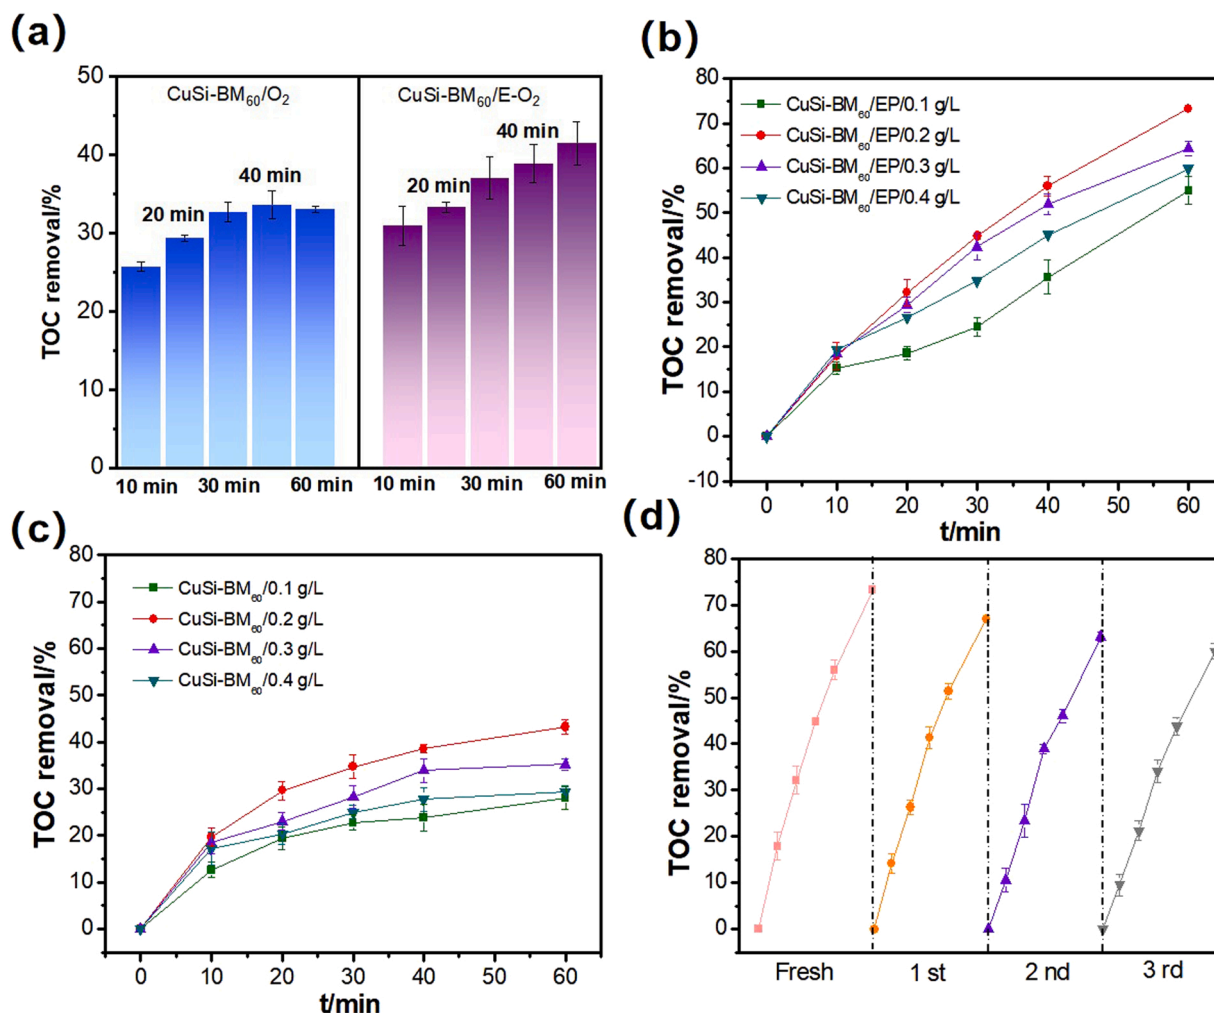 (a)
CuSi-BM60/O2
CuSi-BM60/E-O2
TOC removal/%
50
40
30
20
10
0
20 min
40 min
20 min
40 min
10 min
30 min
60 min
10 min
30 min
60 min
(b)
TOC removal/%
80
70
60
50
40
30
20
10
0
-10
CuSi-BM60/EP/0.1 g/L
CuSi-BM60/EP/0.2 g/L
CuSi-BM60/EP/0.3 g/L
CuSi-BM60/EP/0.4 g/L
0
10
20
30
40
50
60
t/min
(c)
TOC removal/%
80
70
60
50
40
30
20
10
0
CuSi-BM60/0.1 g/L
CuSi-BM60/0.2 g/L
CuSi-BM60/0.3 g/L
CuSi-BM60/0.4 g/L
0
10
20
30
40
50
60
t/min
(d)
TOC removal/%
80
70
60
50
40
30
20
10
0
Fresh
1 st
2 nd
3 rd